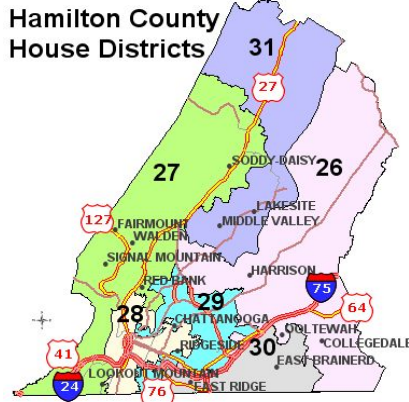 Hamilton County
House Districts
31
27
27
26
SODDY-DAISY
127
LAKESITE
FAIRMOUNT
MIDDLE VALLEY
WALDEN
SIGNAL MOUNTAIN
HARRISON
RED BANK
75
29
64
28
CHATTANOOGA
OOLTEWAH
RIDGESIDE
COLLEGEDALE
30
41
EAST BRAINERD
24
LOOKOUT MOUNTAIN
76
EAST RIDGE